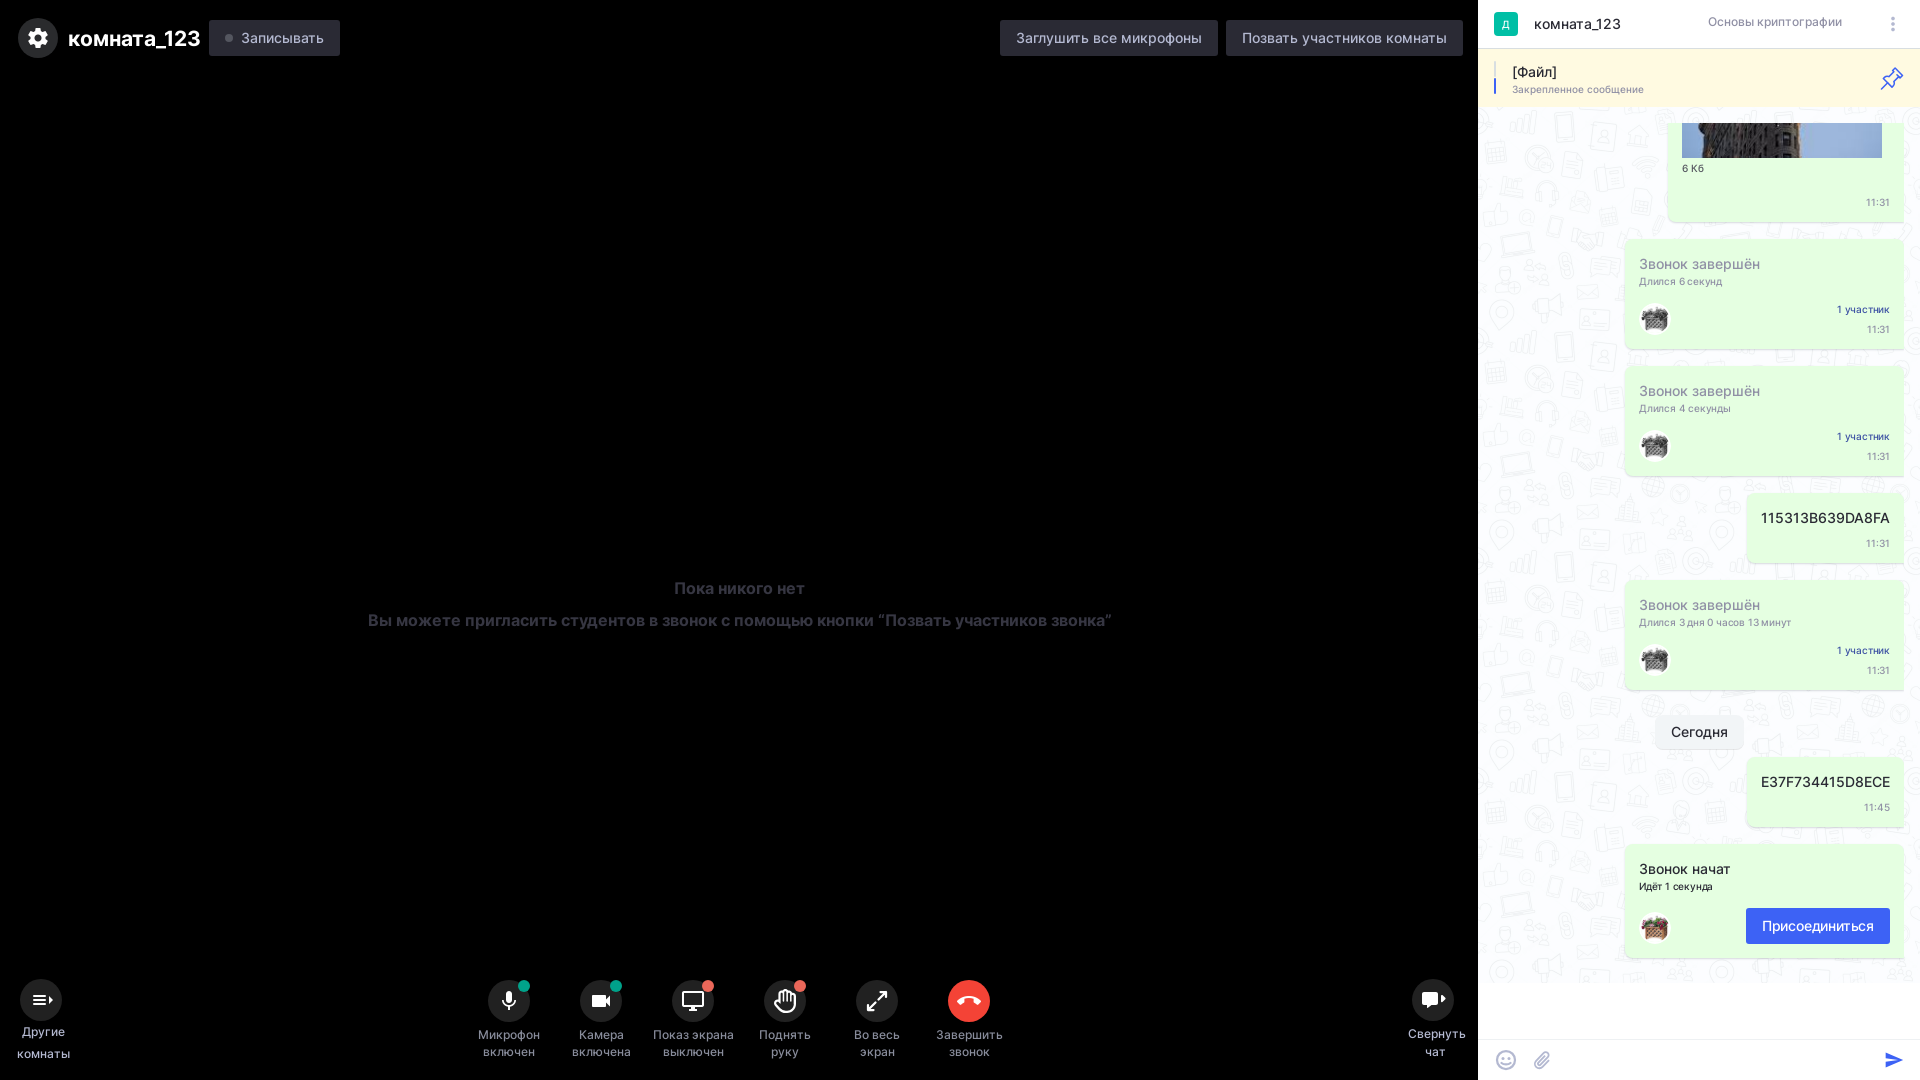 комната_123
Записывать
Заглушить все микрофоны
Позвать участников комнаты
Пока никого нет
Вы можете пригласить студентов в звонок с помощью кнопки “Позвать участников звонка”
Другие
комнаты
Микрофон
включен
Камера
включена
Показ экрана
выключен
Поднять
руку
Во весь
экран
Завершить
звонок
Свернуть
чат
Д
комната_123
Основы криптографии
[Файл]
Закрепленное сообщение
6 Кб
11:31
Звонок завершён
Длился 6 секунд
1 участник
11:31
Звонок завершён
Длился 4 секунды
1 участник
11:31
115313B639DA8FA
11:31
Звонок завершён
Длился 3 дня 0 часов 13 минут
1 участник
11:31
Сегодня
E37F734415D8ECE
11:45
Звонок начат
Идёт 1 секунда
Присоединиться